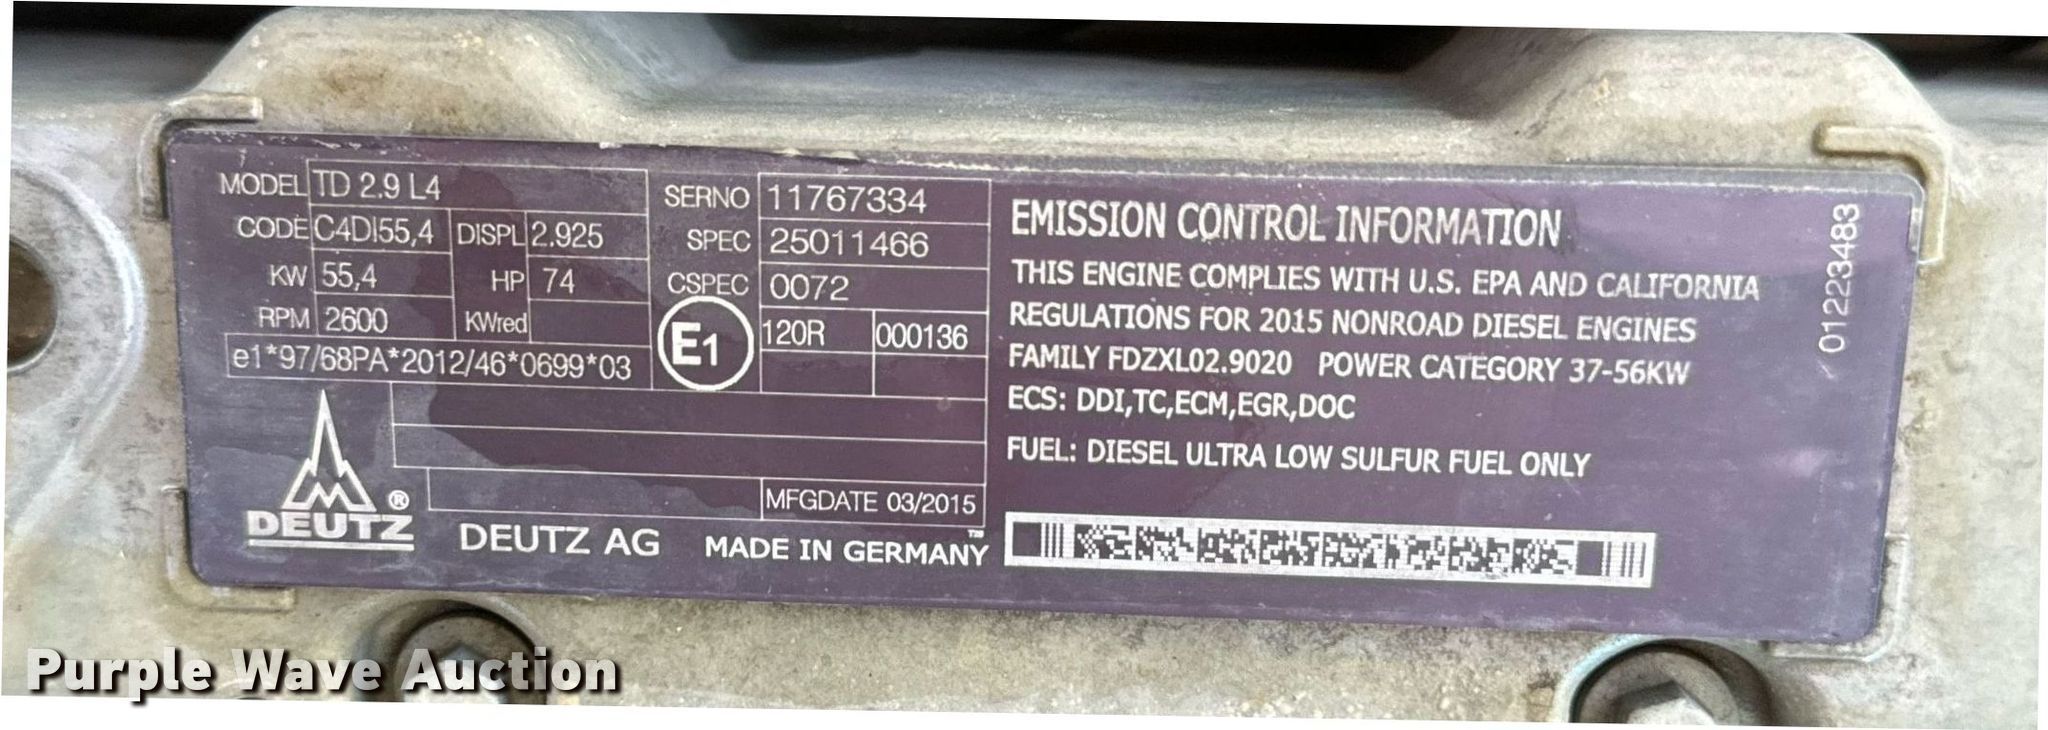 MODEL TD 2.9 L4
CODE C4DI55,4 DISPL 2.925
KW 55,4 HP 74
RPM 2600 KWred
e1*97/68PA*2012/46*0699*03
SERNO 11767334
SPEC 25011466
CSPEC 0072
E1 120R 000136
MFGDATE 03/2015
DEUTZ ®
DEUTZ AG MADE IN GERMANY ™
EMISSION CONTROL INFORMATION
THIS ENGINE COMPLIES WITH U.S. EPA AND CALIFORNIA
REGULATIONS FOR 2015 NONROAD DIESEL ENGINES
FAMILY FDZXL02.9020 POWER CATEGORY 37-56KW
ECS: DDI,TC,ECM,EGR,DOC
FUEL: DIESEL ULTRA LOW SULFUR FUEL ONLY
01223483
Purple Wave Auction